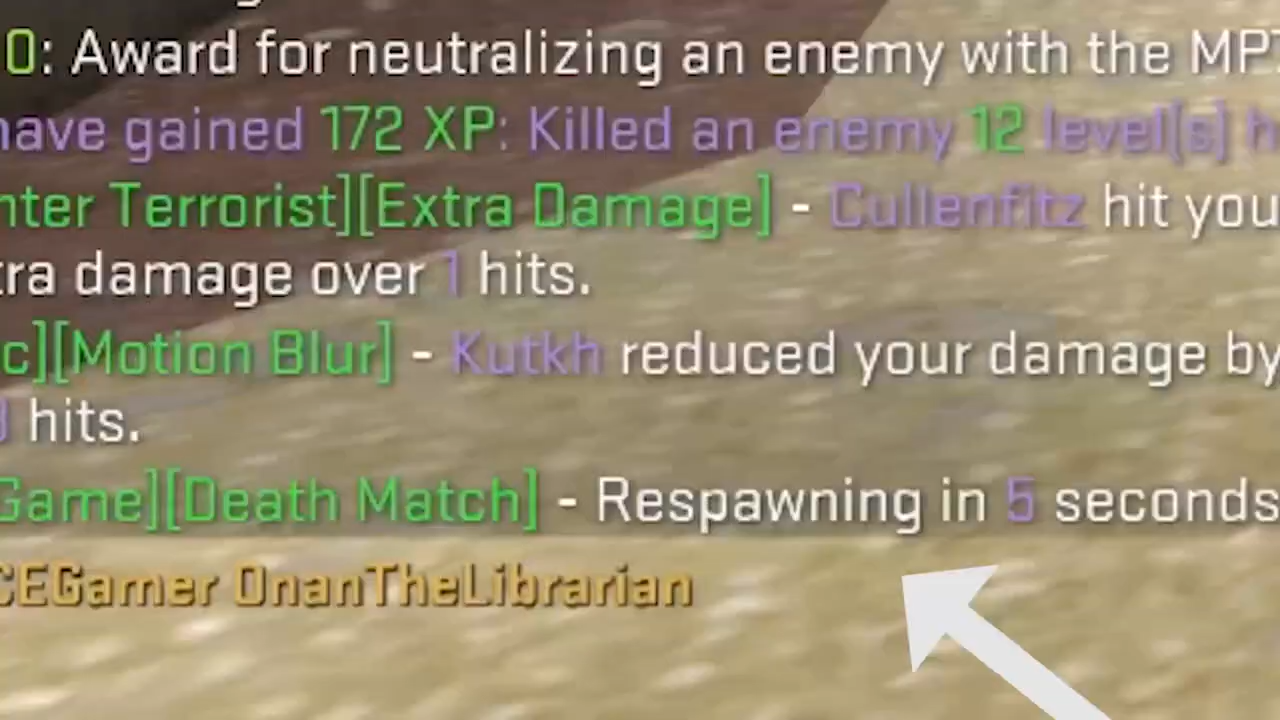 0: Award for neutralizing an enemy with the MP7
have gained 172 XP: Killed an enemy 12 level(s) h
nter Terrorist][Extra Damage] - Cullenfitz hit you
tra damage over 1 hits.
c][Motion Blur] - Kutkh reduced your damage by
3 hits.
Game][Death Match] - Respawning in 5 seconds
CEGamer OnanTheLibrarian